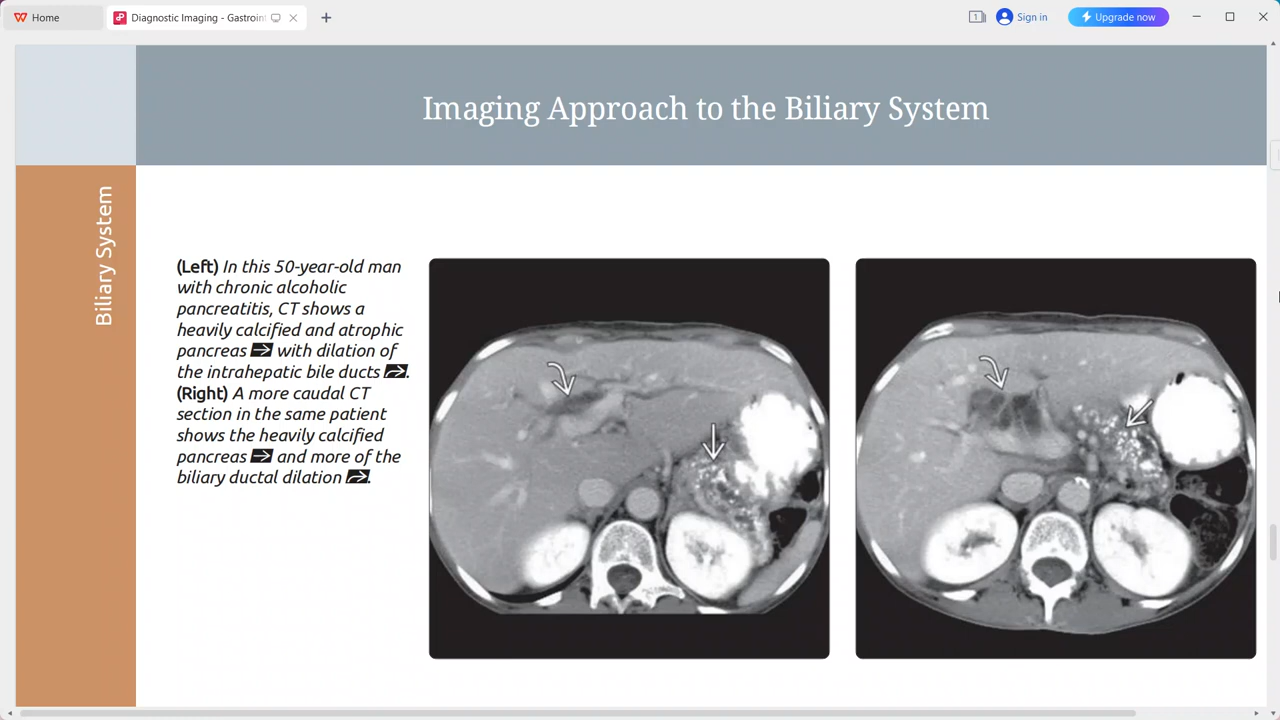 Home
Diagnostic Imaging - Gastroint
1
Sign in
Upgrade now
Imaging Approach to the Biliary System
Biliary System
(Left) In this 50-year-old man
with chronic alcoholic
pancreatitis, CT shows a
heavily calcified and atrophic
pancreas ➡ with dilation of
the intrahepatic bile ducts ➡.
(Right) A more caudal CT
section in the same patient
shows the heavily calcified
pancreas ➡ and more of the
biliary ductal dilation ➡.